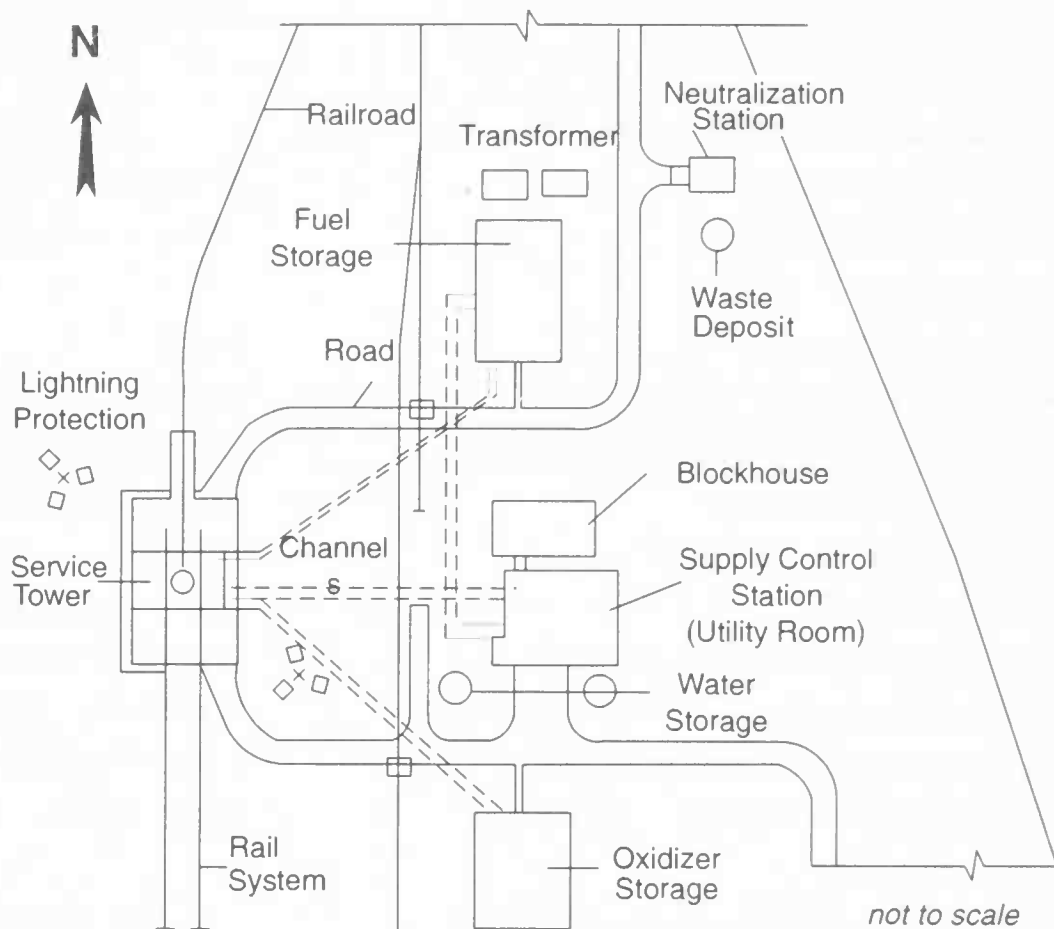 N
Railroad
Transformer
Neutralization
Station
Fuel
Storage
Waste
Deposit
Road
Lightning
Protection
Blockhouse
Channel
s
Service
Tower
Supply Control
Station
(Utility Room)
Water
Storage
Rail
System
Oxidizer
Storage
not to scale